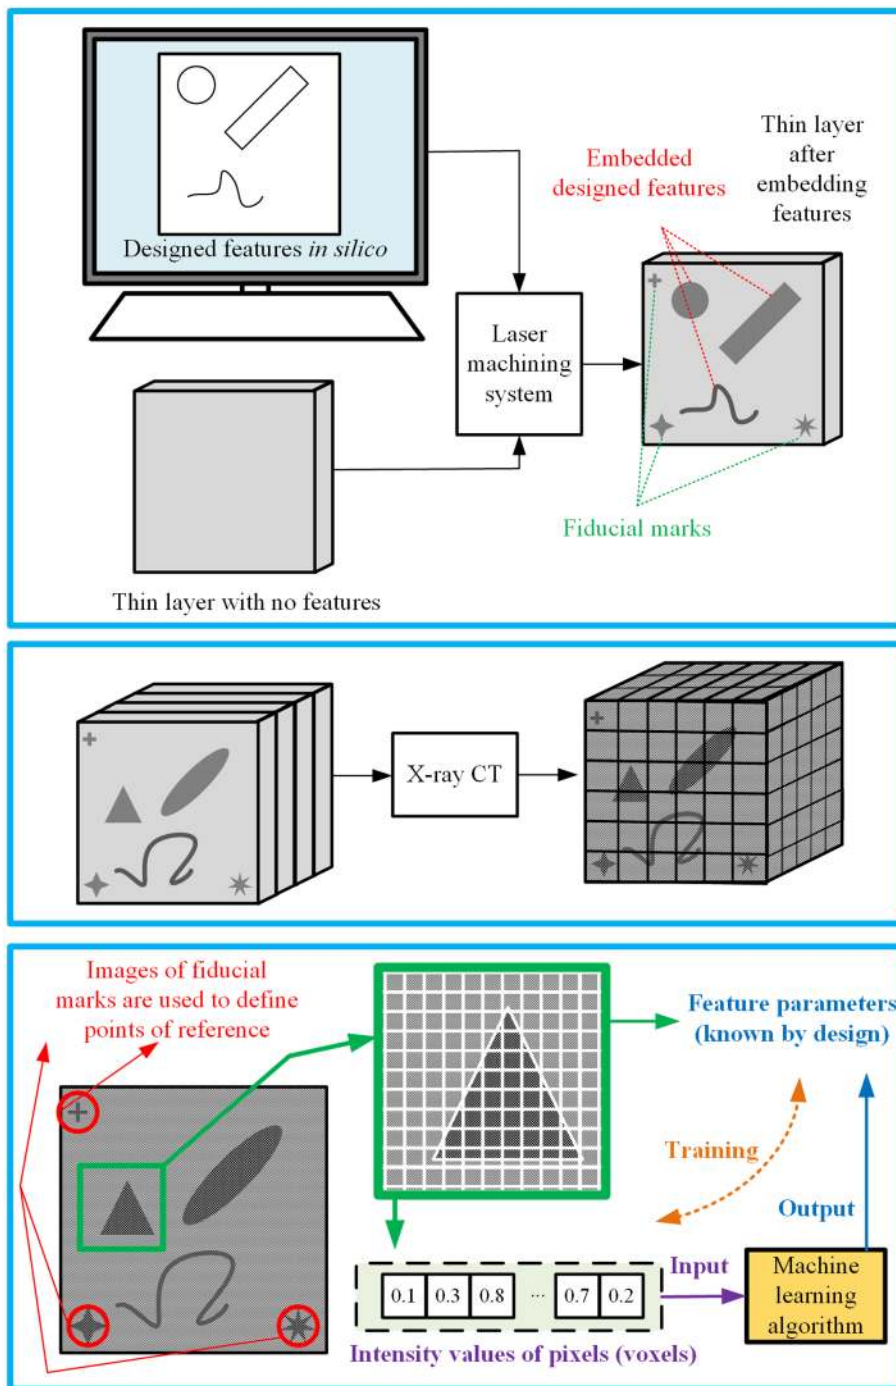 Designed features in silico
Embedded
designed features
Thin layer
after
embedding
features
Laser
machining
system
Fiducial marks
Thin layer with no features
X-ray CT
Images of fiducial
marks are used to define
points of reference
Feature parameters
(known by design)
Training
Output
0.1 0.3 0.8 ... 0.7 0.2
Input
Machine
learning
algorithm
Intensity values of pixels (voxels)